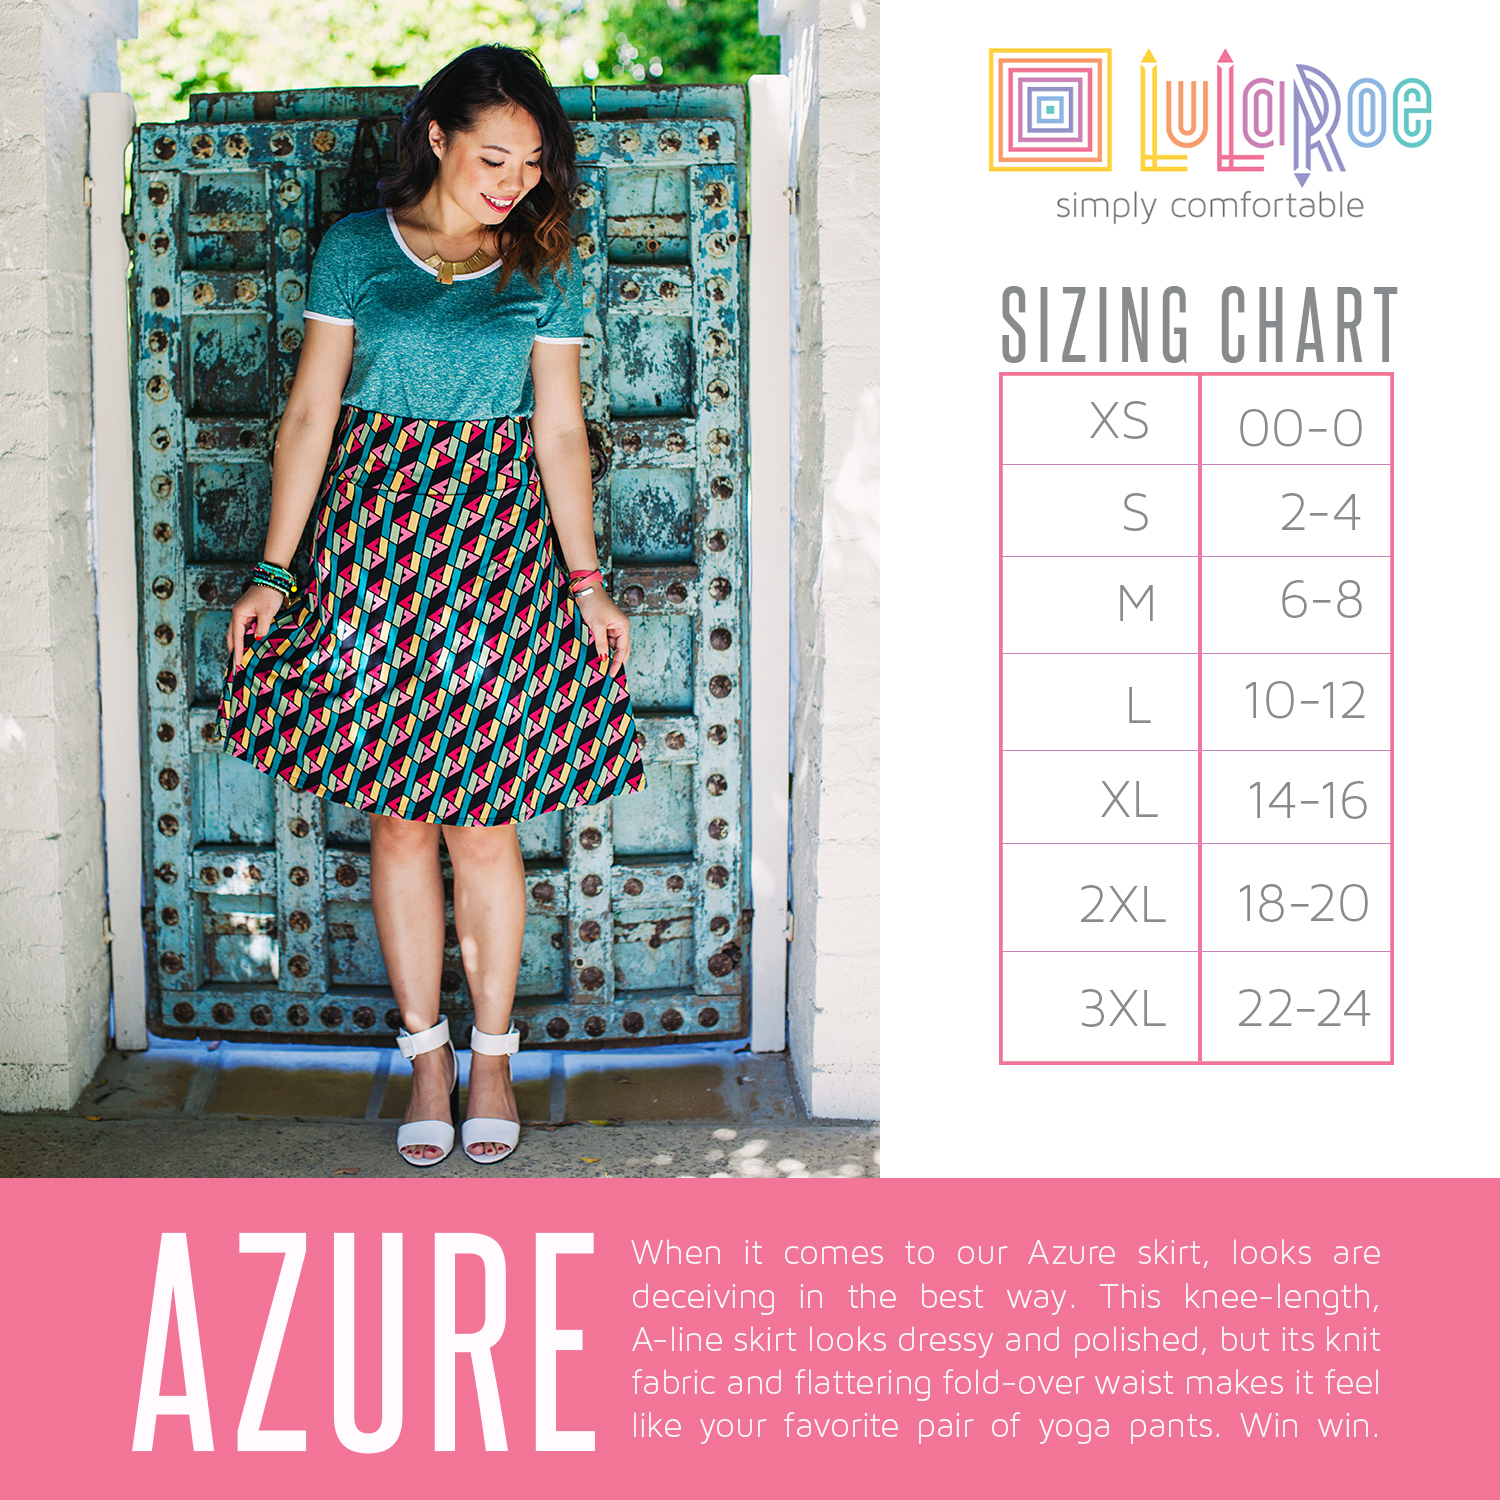 LuLaRoe
simply comfortable
SIZING CHART
XS 00-0
S 2-4
M 6-8
L 10-12
XL 14-16
2XL 18-20
3XL 22-24
AZURE
When it comes to our Azure skirt, looks are
deceiving in the best way. This knee-length,
A-line skirt looks dressy and polished, but its knit
fabric and flattering fold-over waist makes it feel
like your favorite pair of yoga pants. Win win.